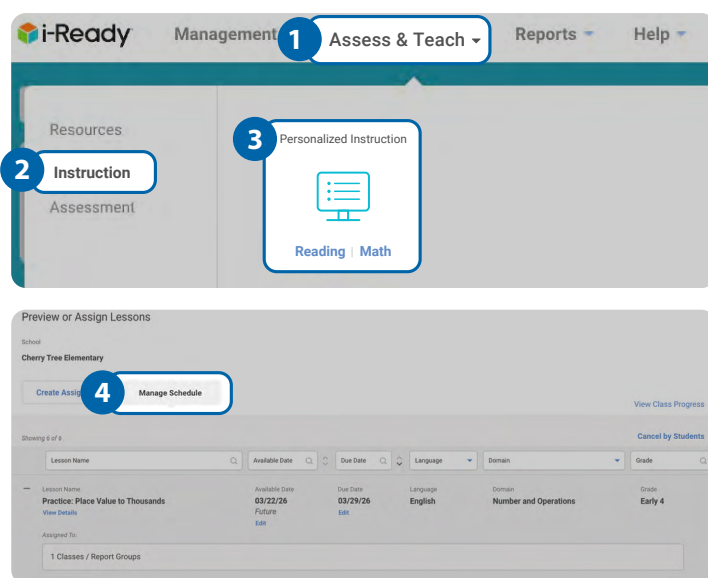 i-Ready Management 1 Assess & Teach Reports Help
Resources
3 Personalized Instruction
2 Instruction
Assessment
Reading | Math
Preview or Assign Lessons
School
Cherry Tree Elementary
Create Assig 4 Manage Schedule
View Class Progress
Showing 6 of 6
Cancel by Students
Lesson Name Available Date Due Date Language Domain Grade
Lesson Name Available Date Due Date Language Domain Grade
Practice: Place Value to Thousands 03/22/26 03/29/26 English Number and Operations Early 4
View Details Future Edit
Edit
Assigned To:
1 Classes / Report Groups